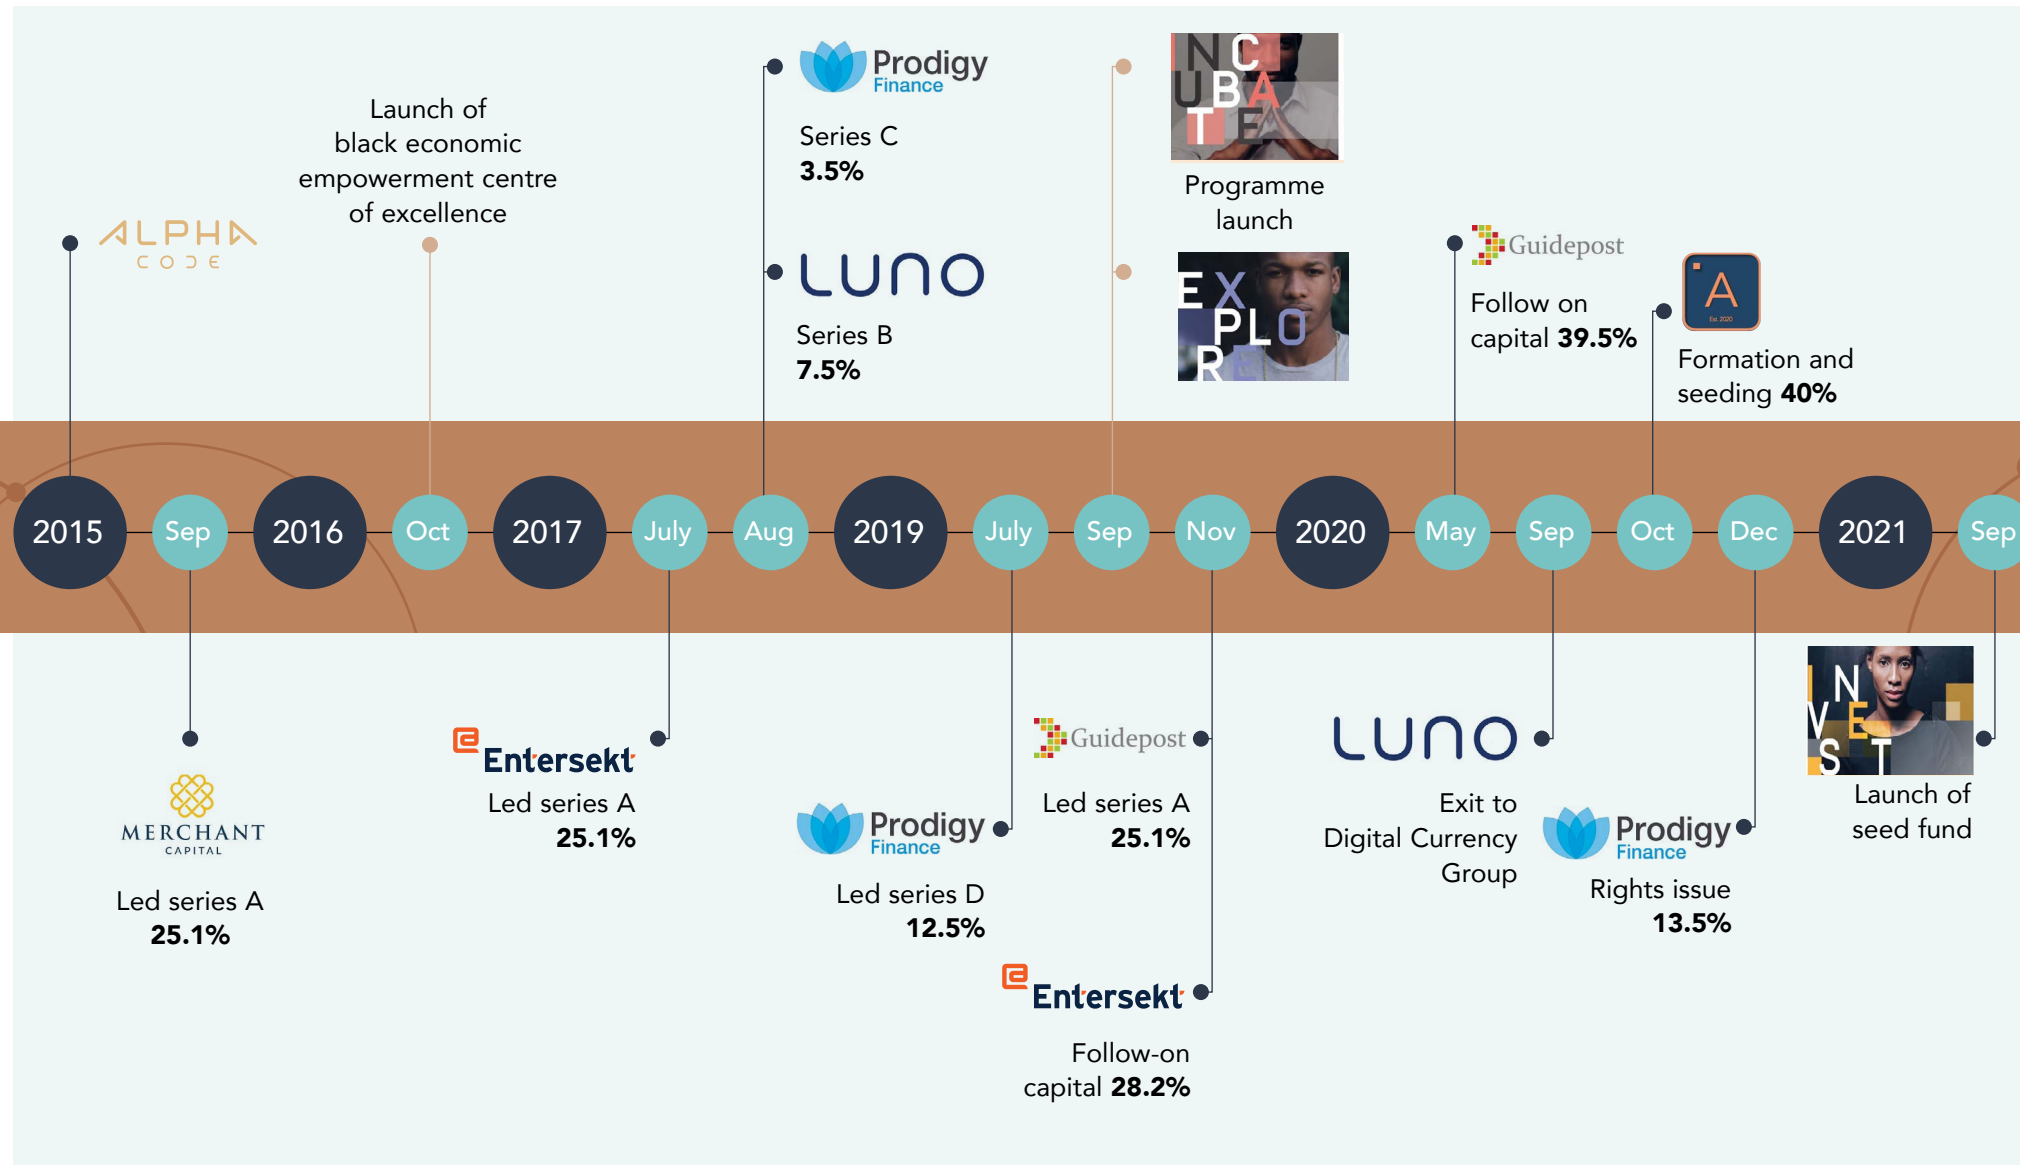 ALPHA
CODE
Launch of
black economic
empowerment centre
of excellence
Prodigy
Finance
Series C
3.5%
LUNO
Series B
7.5%
INCUBATE
Programme
launch
EXPLORE
Guidepost
Follow on
capital 39.5%
A
Est. 2020
Formation and
seeding 40%
2015
Sep
2016
Oct
2017
July
Aug
2019
July
Sep
Nov
2020
May
Sep
Oct
Dec
2021
Sep
MERCHANT
CAPITAL
Led series A
25.1%
Entersekt
Led series A
25.1%
Prodigy
Finance
Led series D
12.5%
Guidepost
Led series A
25.1%
Entersekt
Follow-on
capital 28.2%
LUNO
Exit to
Digital Currency
Group
Prodigy
Finance
Rights issue
13.5%
INVEST
Launch of
seed fund